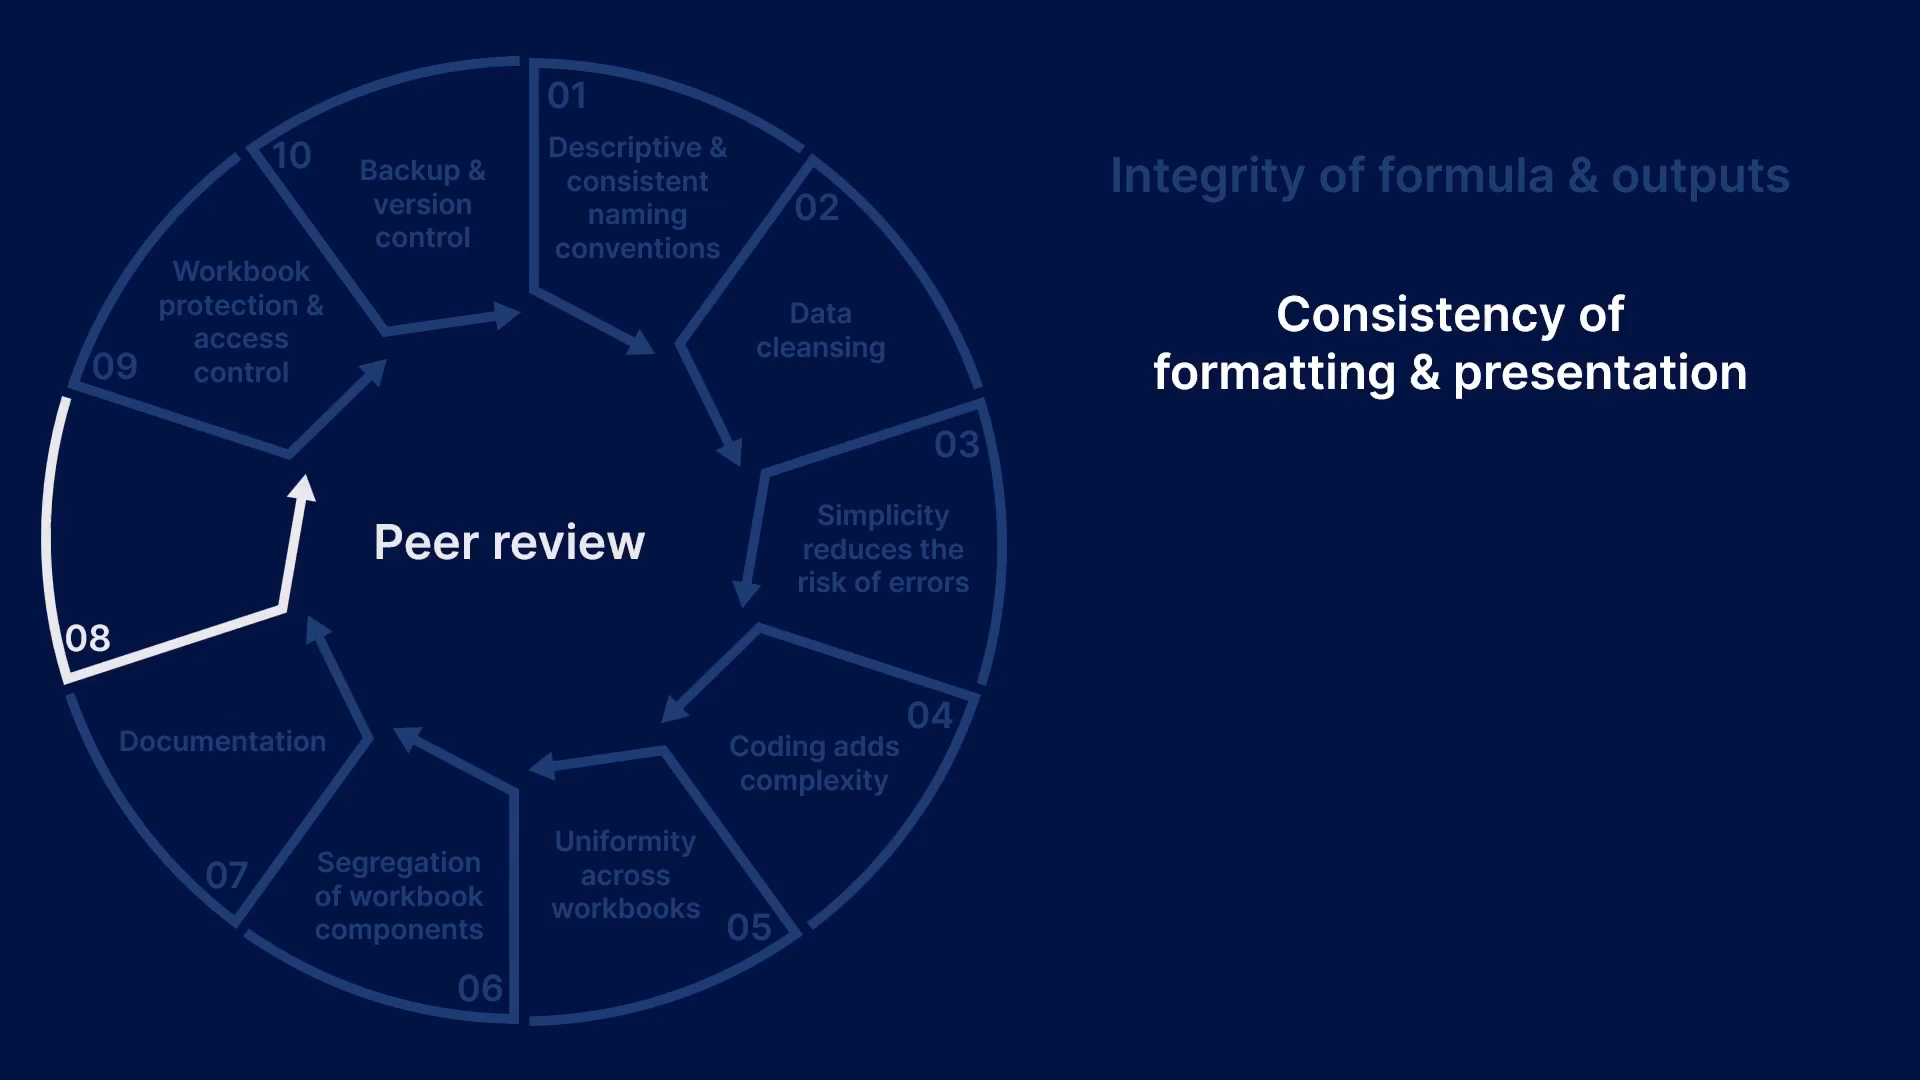 01
Descriptive &
consistent
naming
conventions
02
Data
cleansing
03
Simplicity
reduces the
risk of errors
04
Coding adds
complexity
05
Uniformity
across
workbooks
06
Segregation
of workbook
components
07
Documentation
08
Peer review
09
Workbook
protection &
access
control
10
Backup &
version
control
Integrity of formula & outputs
Consistency of
formatting & presentation